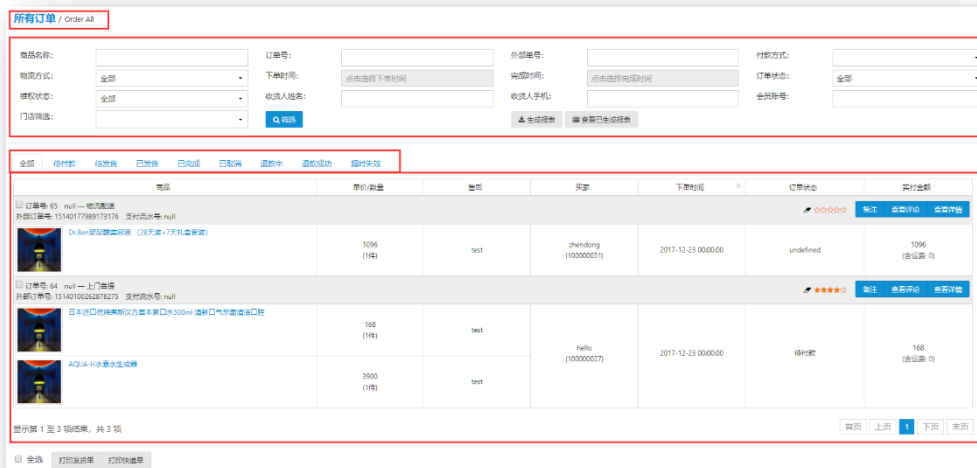 所有订单 / Order All
商品名称: 订单号: 外部单号: 付款方式:
物流方式: 全部 下单时间: 点击选择下单时间 完成时间: 点击选择完成时间 订单状态: 全部
维权状态: 全部 收货人姓名: 收货人手机: 会员账号:
门店筛选: 筛选 生成报表 查看已生成报表
全部 待付款 待发货 已发货 已完成 已取消 退款中 退款成功 超时失效
商品 单价/数量 售后 买家 下单时间 订单状态 实付金额
订单号: 65 null — 物流配送
外部订单号: 15140177989173176 支付流水号: null
备注 查看评论 查看详情
Dr.Ben玻尿酸富容液 (28天装+7天礼盒套装)
1096
(1件)
test
zhendong
(100000031)
2017-12-23 00:00:00
undefined
1096
(含运费: 0)
订单号: 64 null — 上门自提
外部订单号: 15140100262878273 支付流水号: null
备注 查看评论 查看详情
日本进口优特莱斯汉方草本漱口水500ml 清新口气杀菌清洁口腔
168
(1件)
test
hello
(100000027)
2017-12-23 00:00:00
待付款
168
(含运费: 0)
AQUA-H水素水生成器
3900
(1件)
test
显示第 1 至 3 项结果, 共 3 项
首页 上页 1 下页 末页
全选 打印发货单 打印快递单